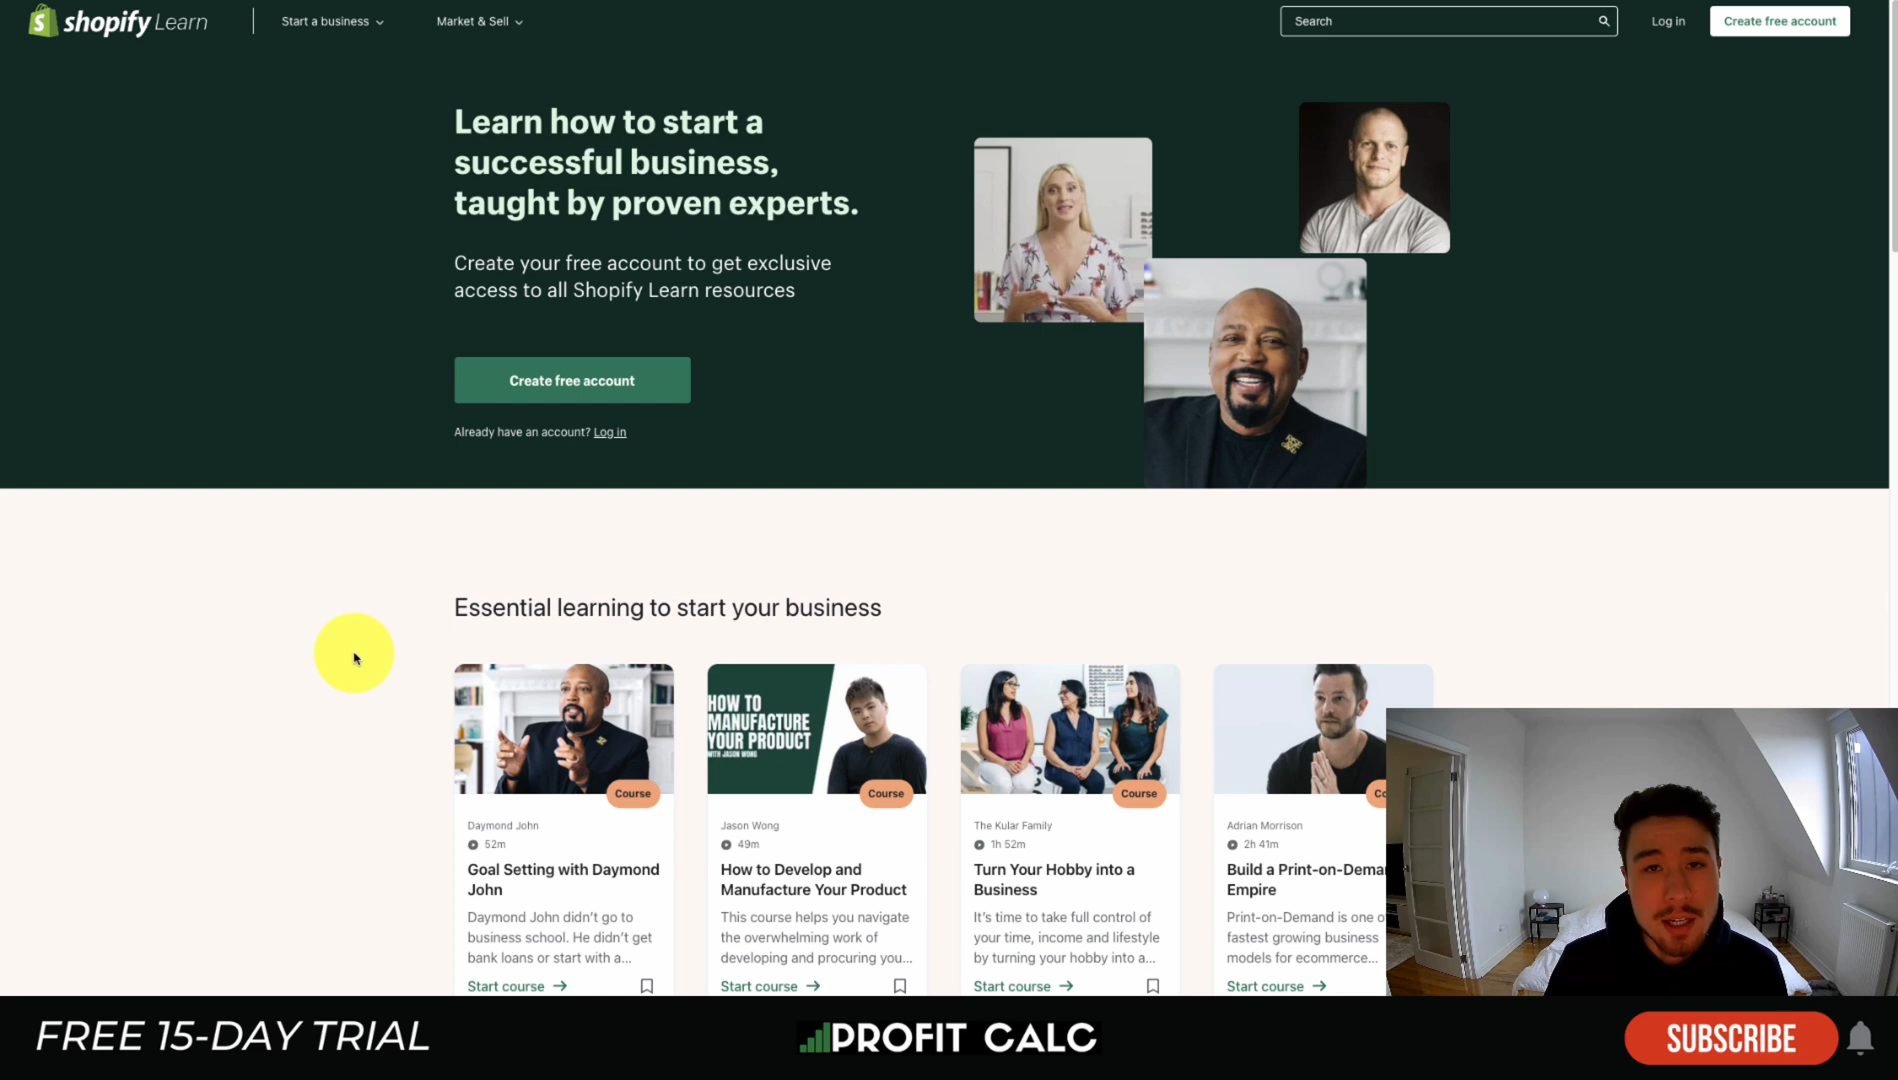 shopify Learn
Start a business
Market & Sell
Search
Log in
Create free account
Learn how to start a
successful business,
taught by proven experts.
Create your free account to get exclusive
access to all Shopify Learn resources
Create free account
Already have an account? Log in
Essential learning to start your business
Course
Daymond John
52m
Goal Setting with Daymond
John
Daymond John didn't go to
business school. He didn't get
bank loans or start with a...
Start course →
HOW TO
MANUFACTURE
YOUR PRODUCT
WITH JASON WONG
Course
Jason Wong
49m
How to Develop and
Manufacture Your Product
This course helps you navigate
the overwhelming work of
developing and procuring you...
Start course →
Course
The Kular Family
1h 52m
Turn Your Hobby into a
Business
It's time to take full control of
your time, income and lifestyle
by turning your hobby into a...
Start course →
Co
Adrian Morrison
2h 41m
Build a Print-on-Deman
Empire
Print-on-Demand is one o
fastest growing business
models for ecommerce...
Start course →
FREE 15-DAY TRIAL
PROFIT CALC
SUBSCRIBE